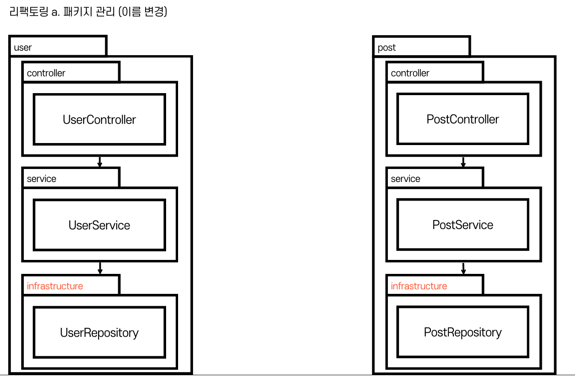 리팩토링 a. 패키지 관리 (이름 변경)
user
controller
UserController
service
UserService
infrastructure
UserRepository
post
controller
PostController
service
PostService
infrastructure
PostRepository